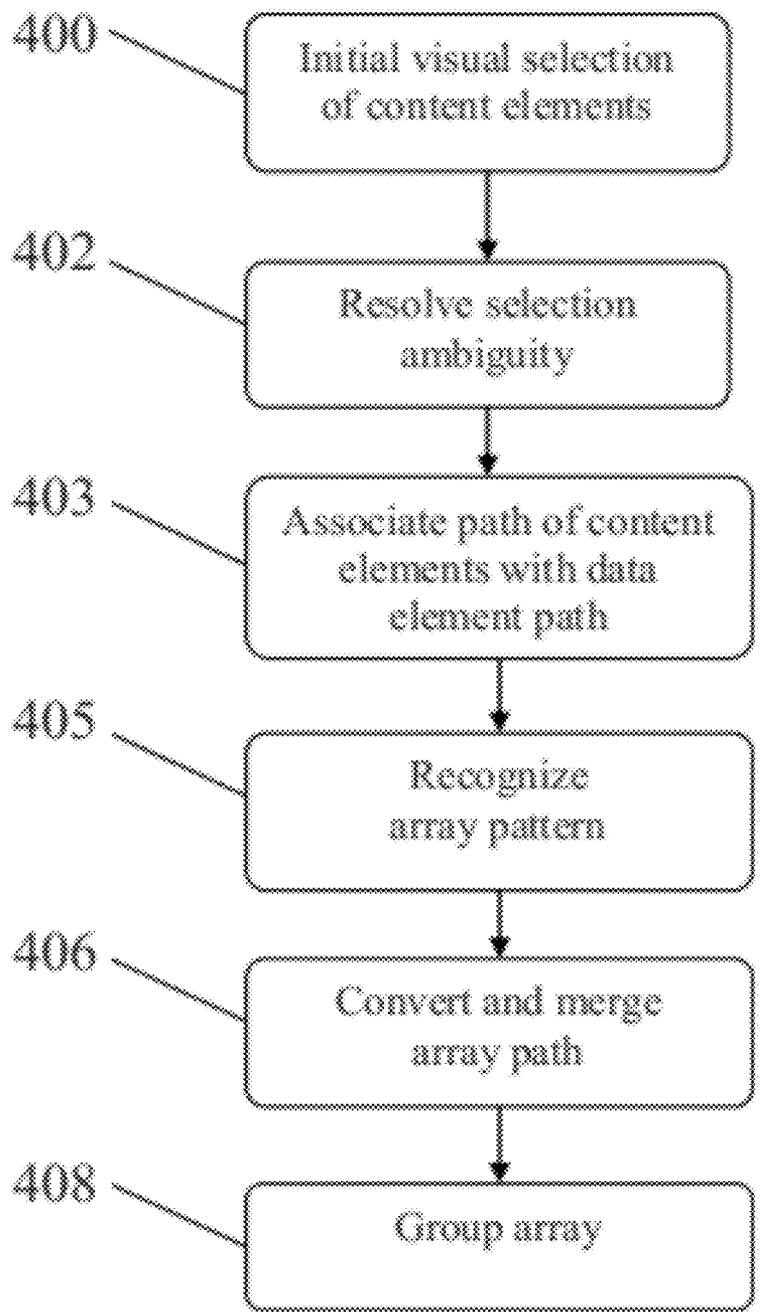 400
Initial visual selection
of content elements
402
Resolve selection
ambiguity
403
Associate path of content
elements with data
element path
405
Recognize
array pattern
406
Convert and merge
array path
408
Group array